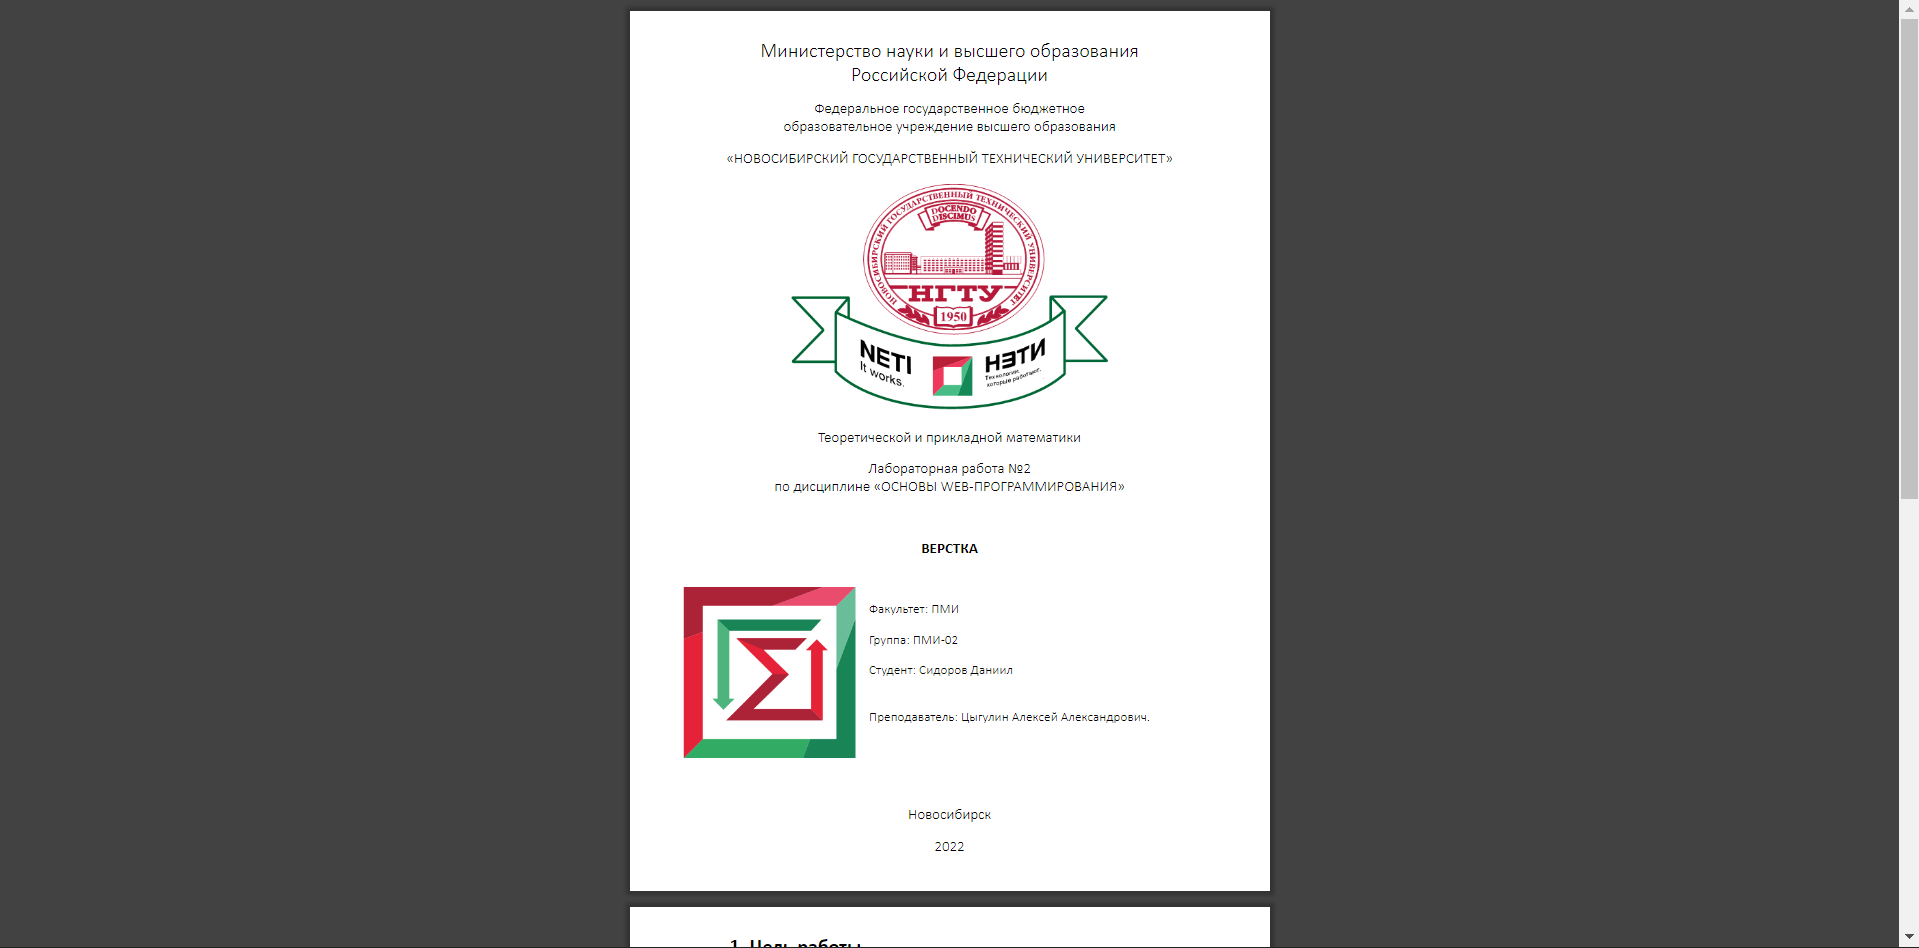 Министерство науки и высшего образования
Российской Федерации
Федеральное государственное бюджетное
образовательное учреждение высшего образования
«НОВОСИБИРСКИЙ ГОСУДАРСТВЕННЫЙ ТЕХНИЧЕСКИЙ УНИВЕРСИТЕТ»
НОВОСИБИРСКИЙ ГОСУДАРСТВЕННЫЙ ТЕХНИЧЕСКИЙ УНИВЕРСИТЕТ
DOCENDO
DISCIMUS
НГТУ
1950
NETI
It works.
НЭТИ
Технологии,
которые работают.
Теоретической и прикладной математики
Лабораторная работа №2
по дисциплине «ОСНОВЫ WEB-ПРОГРАММИРОВАНИЯ»
ВЕРСТКА
Факультет: ПМИ
Группа: ПМИ-02
Студент: Сидоров Даниил
Преподаватель: Цыгулин Алексей Александрович.
Новосибирск
2022
1. Цель работы